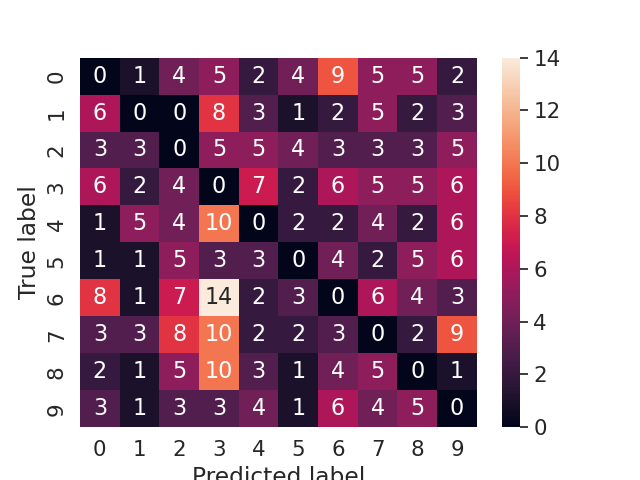 0 0 1 4 5 2 4 9 5 5 2 14
1 6 0 0 8 3 1 2 5 2 3 12
2 3 3 0 5 5 4 3 3 3 5 10
3 6 2 4 0 7 2 6 5 5 6 8
4 1 5 4 10 0 2 2 4 2 6
5 1 1 5 3 3 0 4 2 5 6 6
6 8 1 7 14 2 3 0 6 4 3 4
7 3 3 8 10 2 2 3 0 2 9
8 2 1 5 10 3 1 4 5 0 1 2
9 3 1 3 3 4 1 6 4 5 0 0
0 1 2 3 4 5 6 7 8 9
True label
Predicted label